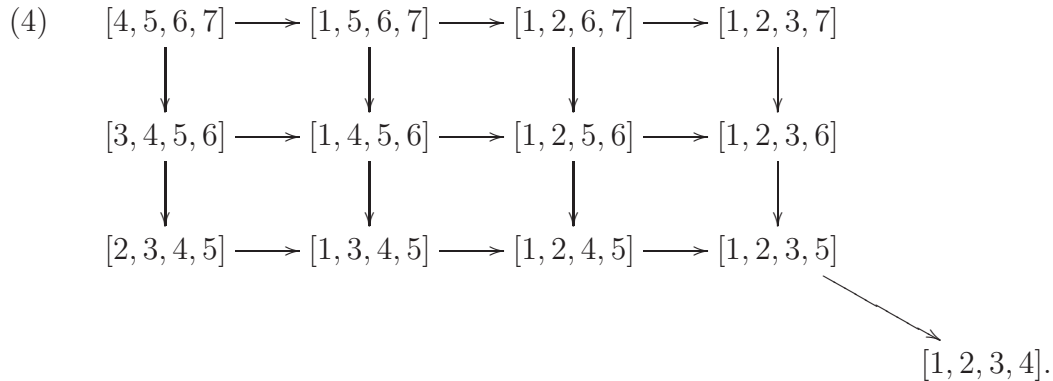 (4) [4, 5, 6, 7] [1, 5, 6, 7] [1, 2, 6, 7] [1, 2, 3, 7]
[3, 4, 5, 6] [1, 4, 5, 6] [1, 2, 5, 6] [1, 2, 3, 6]
[2, 3, 4, 5] [1, 3, 4, 5] [1, 2, 4, 5] [1, 2, 3, 5]
[1, 2, 3, 4].